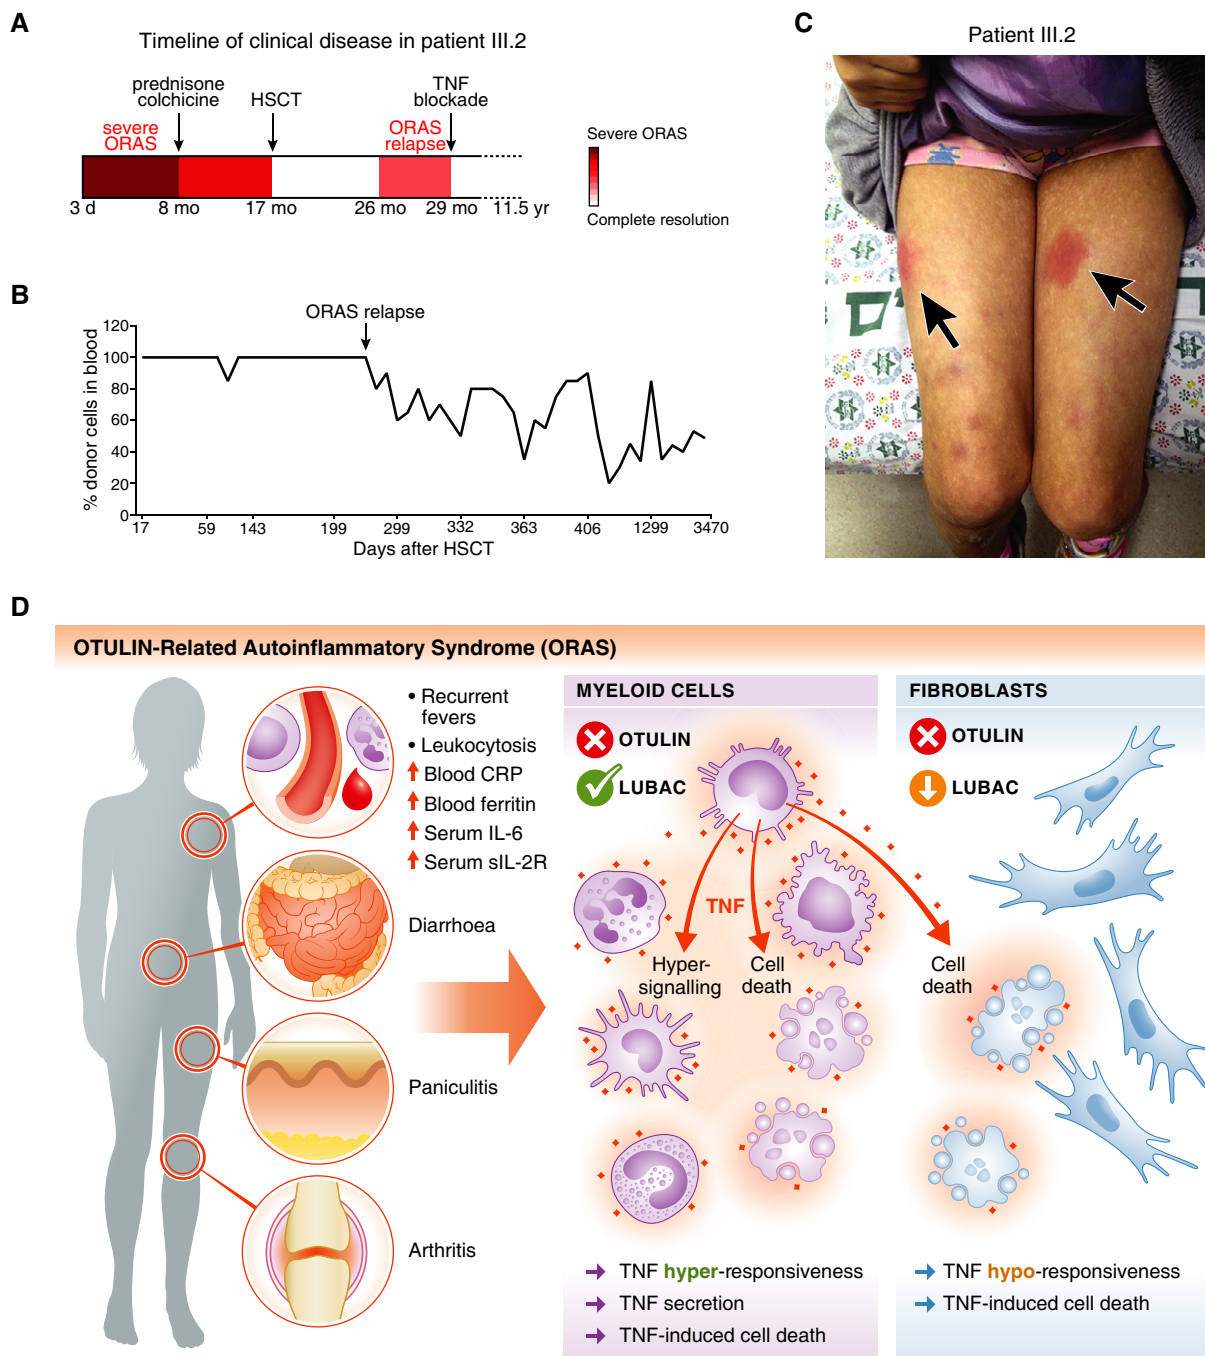 A
Timeline of clinical disease in patient III.2
prednisone
colchicine
HSCT
TNF
blockade
severe
ORAS
ORAS
relapse
3 d
8 mo
17 mo
26 mo
29 mo
11.5 yr
Severe ORAS
Complete resolution
B
ORAS relapse
% donor cells in blood
120
100
80
60
40
20
0
17
59
143
199
299
332
363
406
1299
3470
Days after HSCT
C
Patient III.2
D
OTULIN-Related Autoinflammatory Syndrome (ORAS)
• Recurrent
fevers
• Leukocytosis
Blood CRP
Blood ferritin
Serum IL-6
Serum sIL-2R
Diarrhoea
Paniculitis
Arthritis
MYELOID CELLS
OTULIN
LUBAC
TNF
Hyper-
signalling
Cell
death
Cell
death
TNF hyper-responsiveness
TNF secretion
TNF-induced cell death
FIBROBLASTS
OTULIN
LUBAC
TNF hypo-responsiveness
TNF-induced cell death